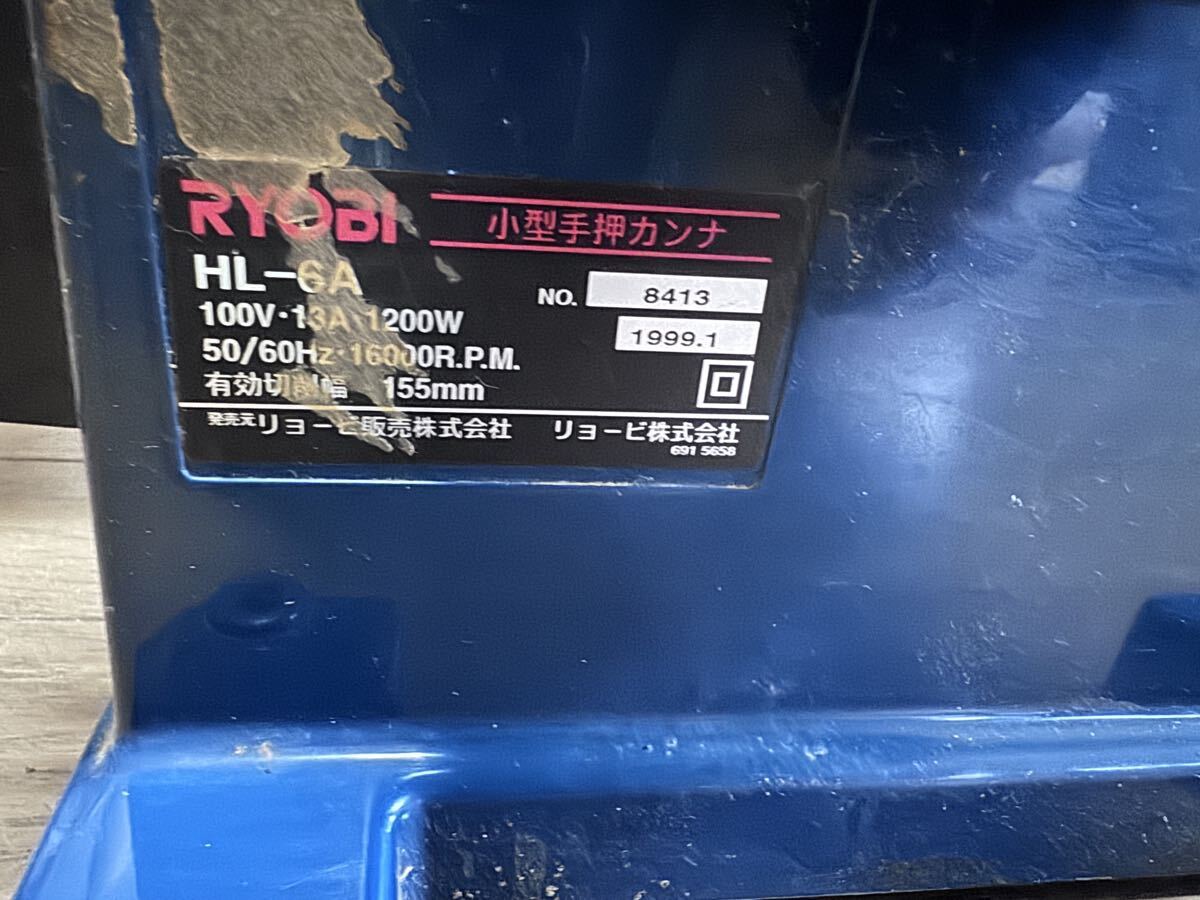 RYOBI
小型手押カンナ
HL-6A
NO. 8413
100V·13A·1200W
1999.1
50/60Hz·16000R.P.M.
有効切削幅 155mm
発売元リョービ販売株式会社 リョービ株式会社
691 5658